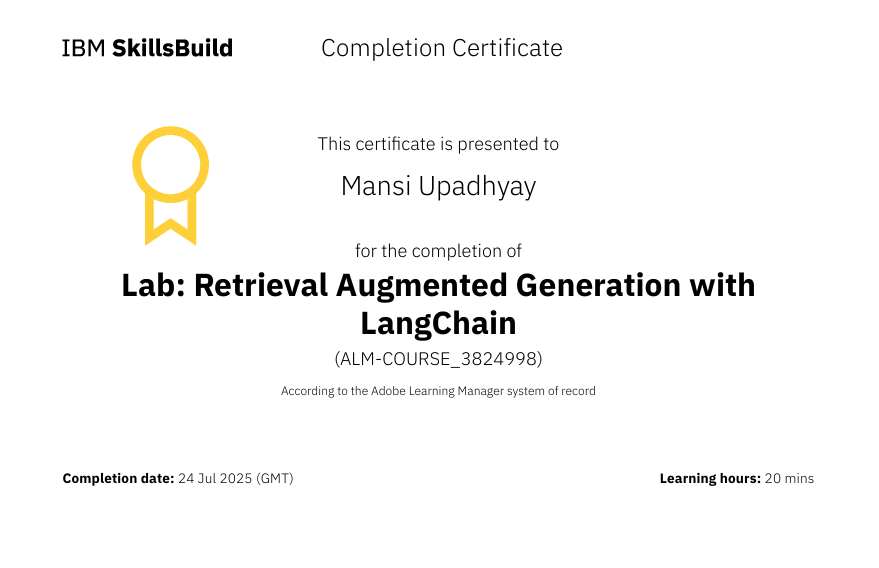 IBM SkillsBuild
Completion Certificate
This certificate is presented to
Mansi Upadhyay
for the completion of
Lab: Retrieval Augmented Generation with
LangChain
(ALM-COURSE_3824998)
According to the Adobe Learning Manager system of record
Completion date: 24 Jul 2025 (GMT)
Learning hours: 20 mins